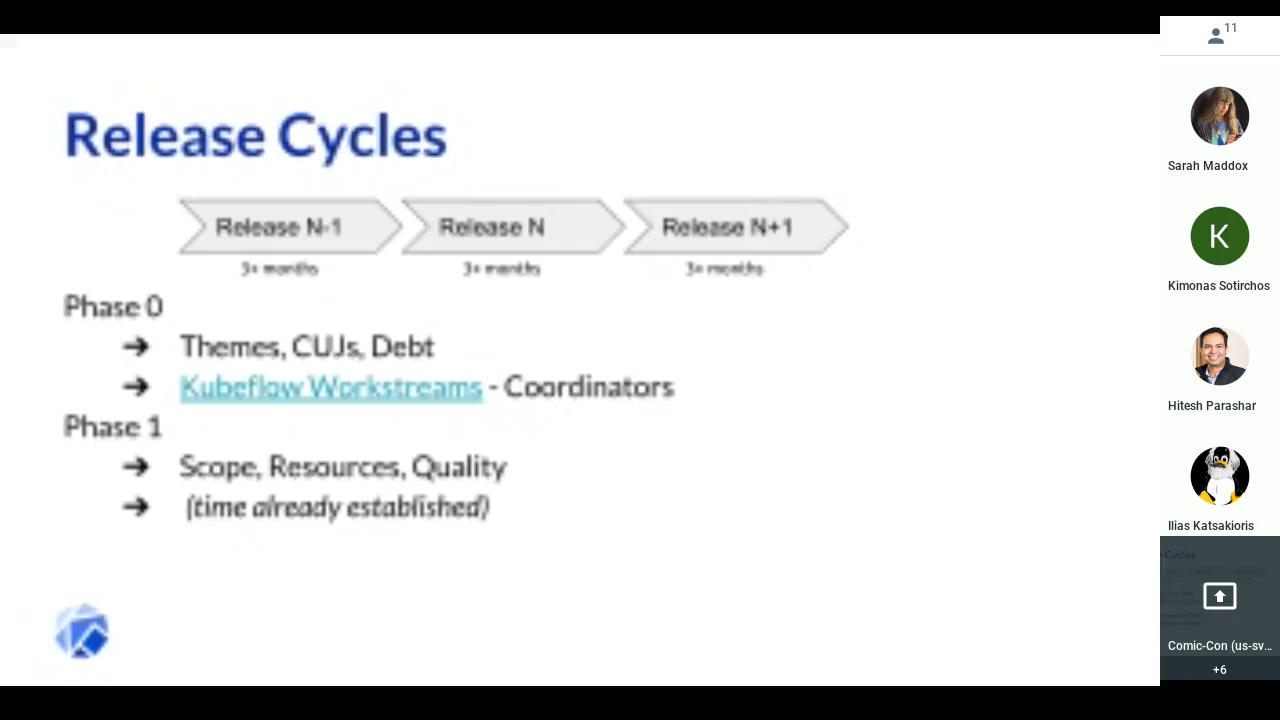 Release Cycles
Release N-1
Release N
Release N+1
3+ months
3+ months
3+ months
Phase 0
➔ Themes, CUJs, Debt
➔ Kubeflow Workstreams - Coordinators
Phase 1
➔ Scope, Resources, Quality
➔ (time already established)
11
Sarah Maddox
K
Kimonas Sotirchos
Hitesh Parashar
Ilias Katsakioris
Cycles
Comic-Con (us-sv...
+6